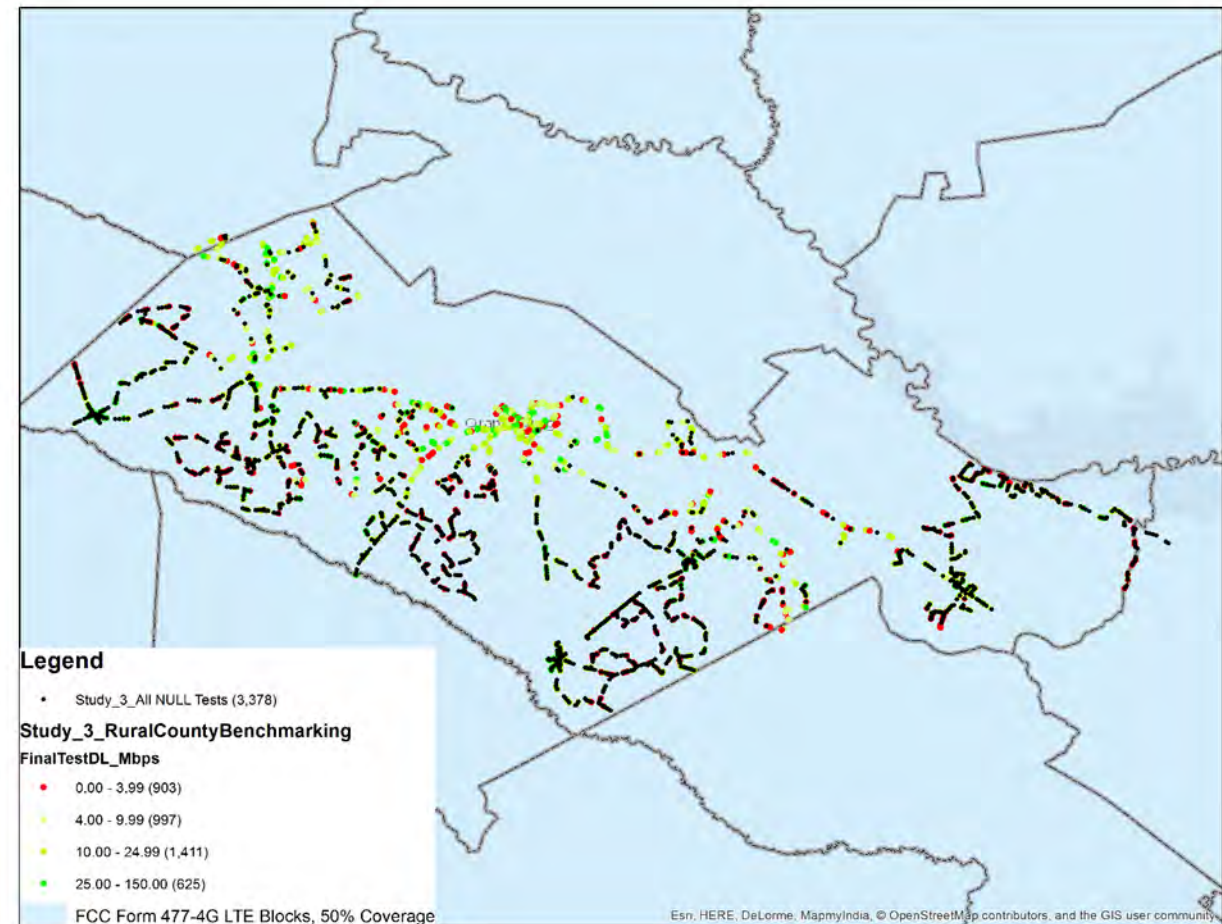 Legend
Study_3_All NULL Tests (3,378)
Study_3_RuralCountyBenchmarking
FinalTestDL_Mbps
0.00 - 3.99 (903)
4.00 - 9.99 (997)
10.00 - 24.99 (1,411)
25.00 - 150.00 (625)
FCC Form 477-4G LTE Blocks, 50% Coverage
Esri, HERE, DeLorme, MapmyIndia, © OpenStreetMap contributors, and the GIS user community